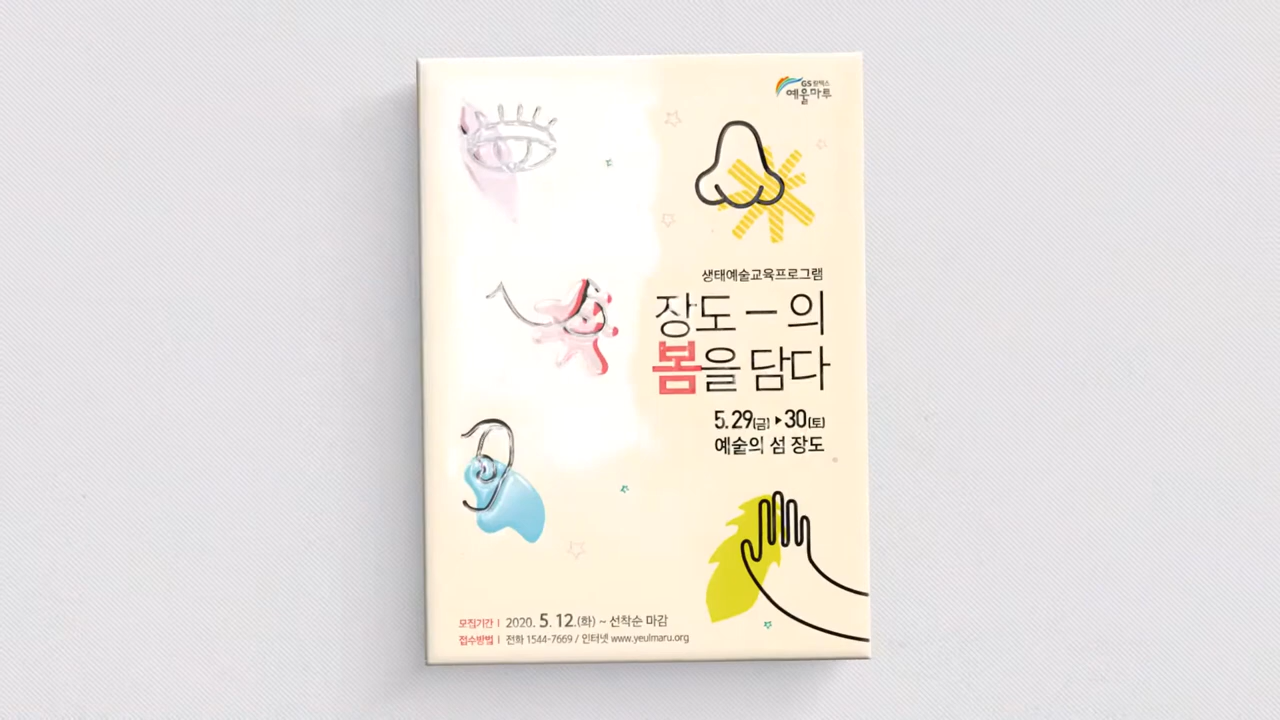 GS칼텍스
예울마루
생태예술교육프로그램
장도 – 의
봄을 담다
5.29(금) ▸ 30(토)
예술의 섬 장도
모집기간 | 2020. 5. 12.(화) ~ 선착순 마감
접수방법 | 전화 1544-7669 / 인터넷 www.yeulmaru.org